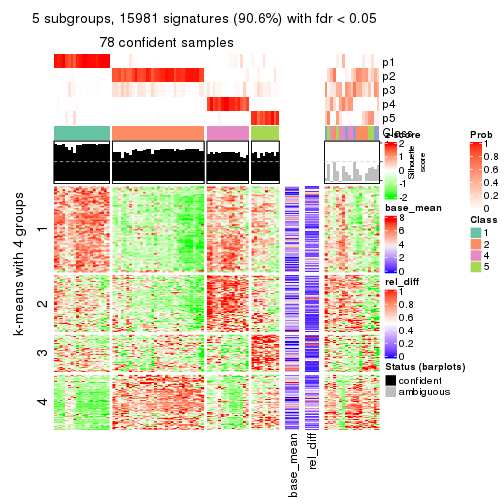 5 subgroups, 15981 signatures (90.6%) with fdr < 0.05
78 confident samples
p1
p2
p3
p4
p5
Class
z-score
2
1
0
-1
-2
Silhouette
score
Prob
1
0.8
0.6
0.4
0.2
0
Class
1
2
4
5
base_mean
8
6
4
2
0
rel_diff
1
0.8
0.6
0.4
0.2
0
Status (barplots)
confident
ambiguous
k-means with 4 groups
1
2
3
4
base_mean
rel_diff